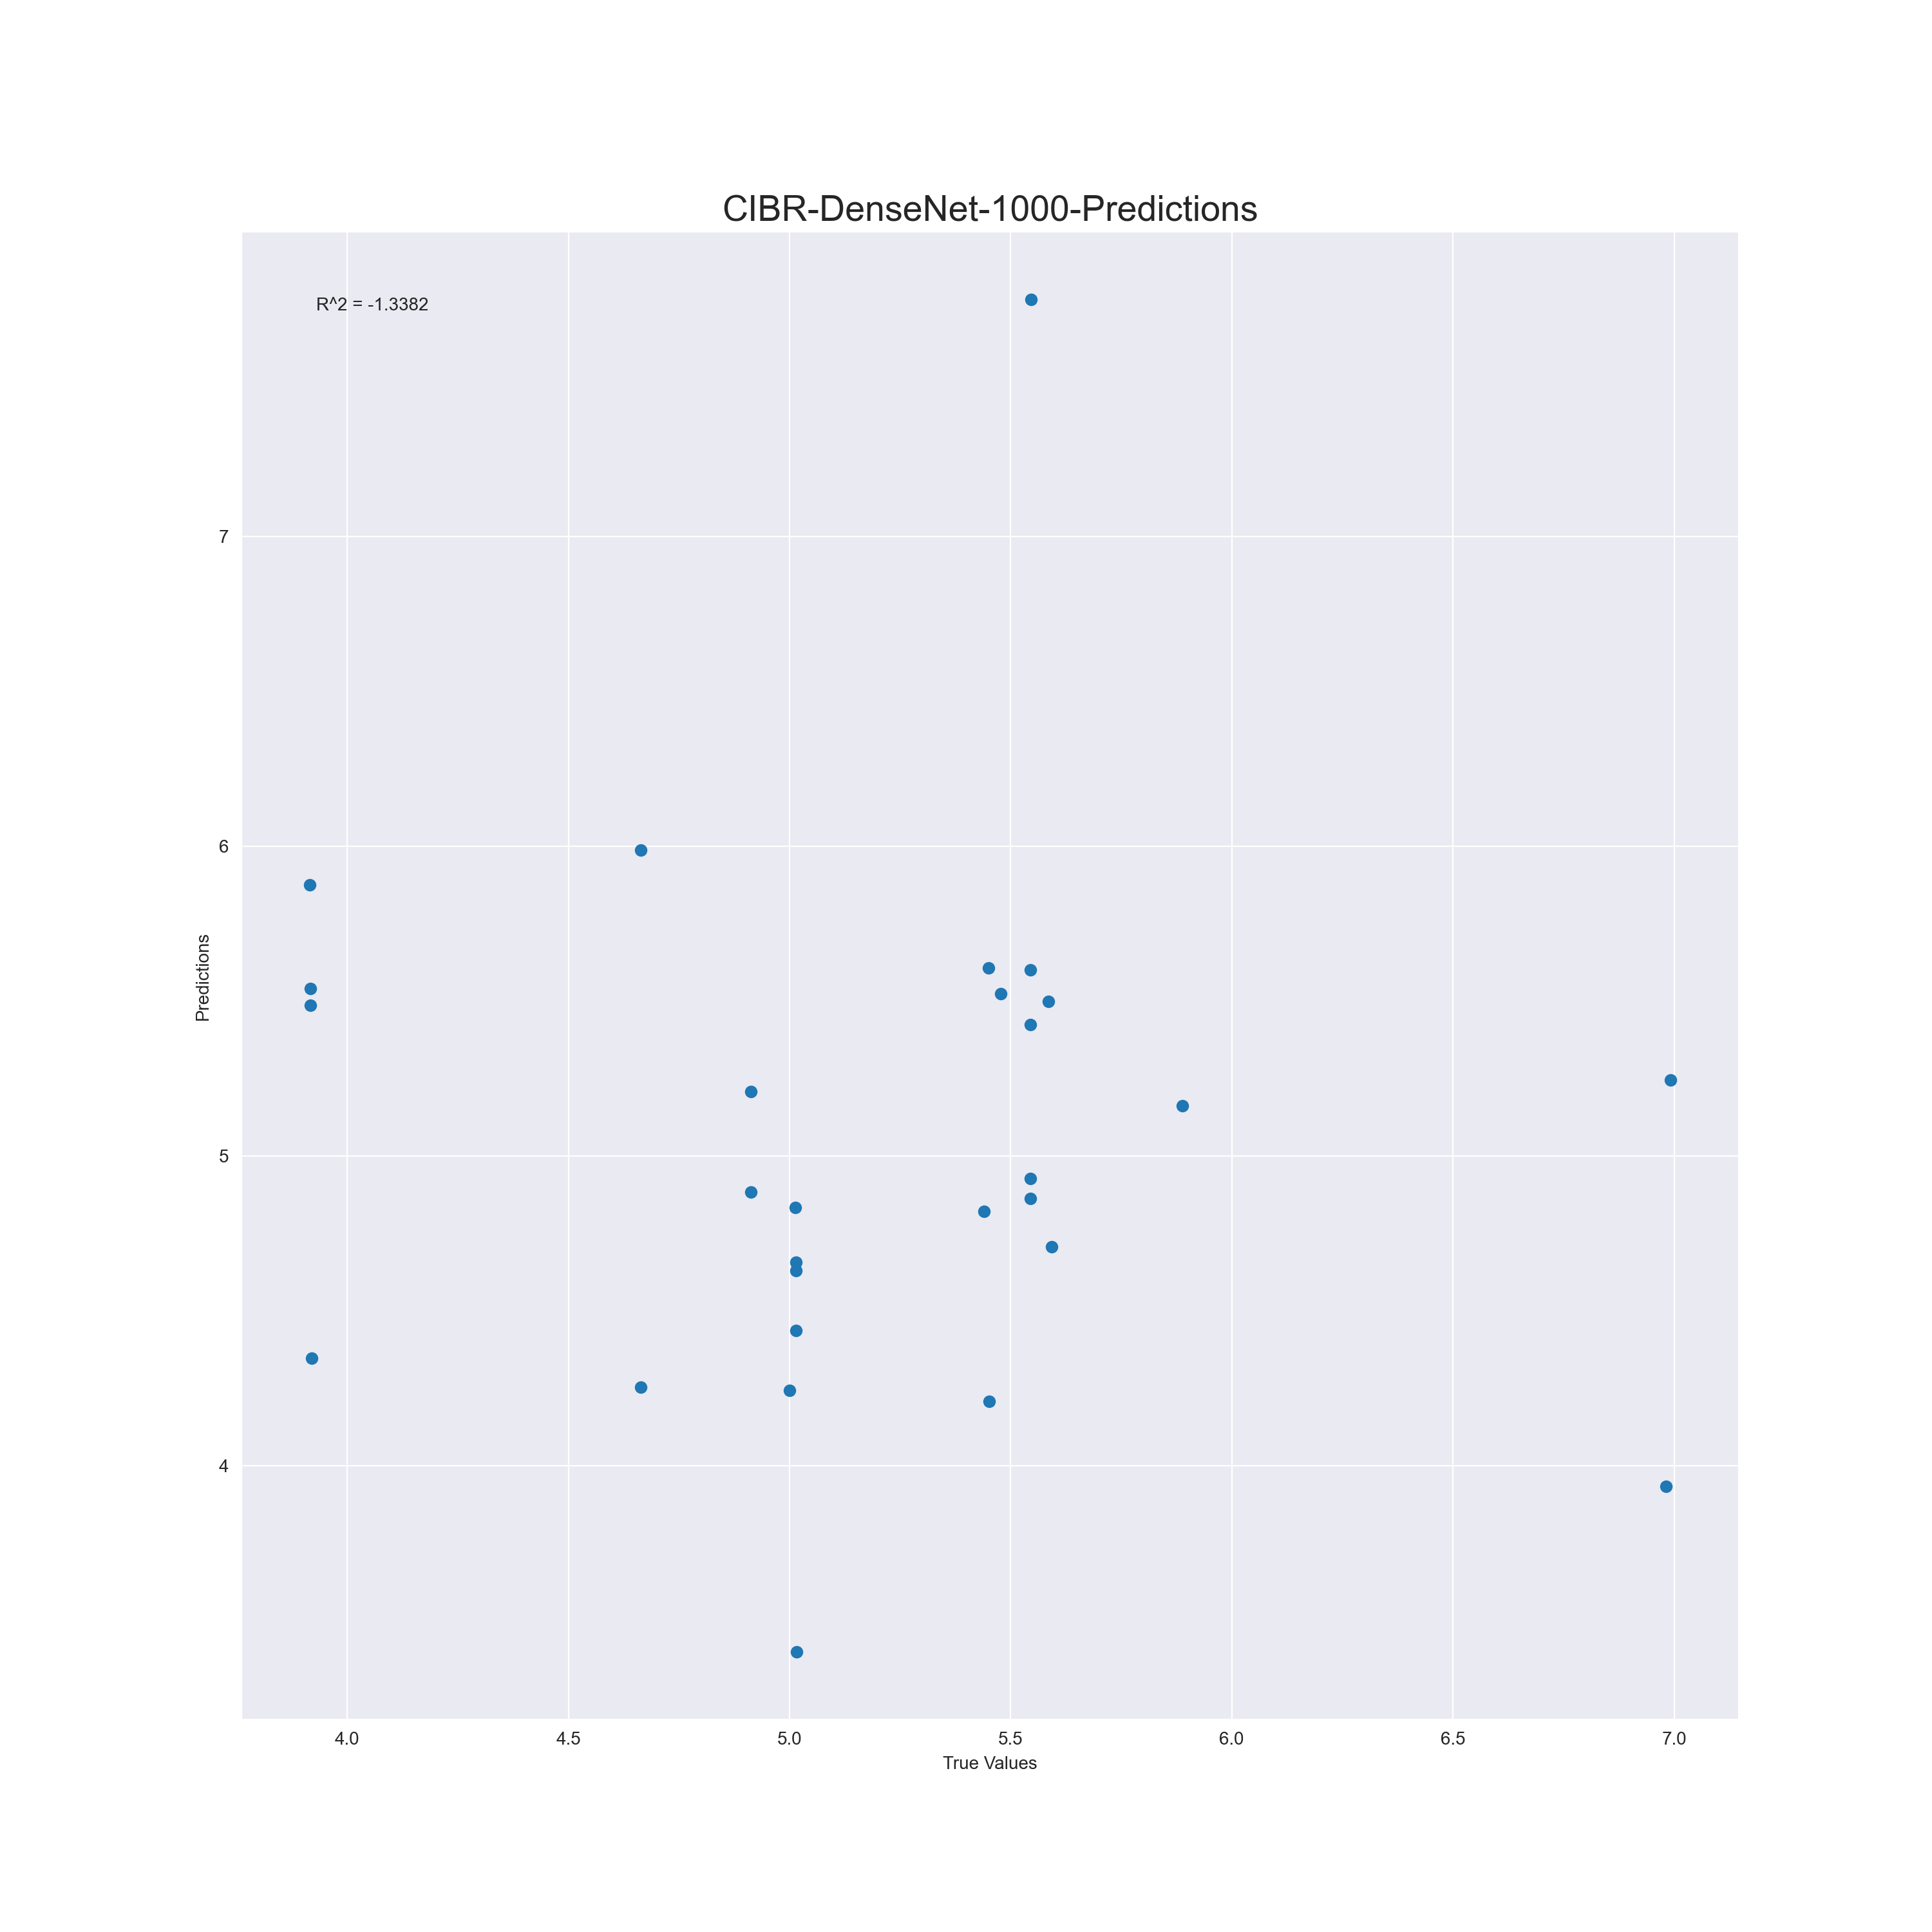 CIBR-DenseNet-1000-Predictions
R^2 = -1.3382
7
6
5
4
Predictions
4.0 4.5 5.0 5.5 6.0 6.5 7.0
True Values